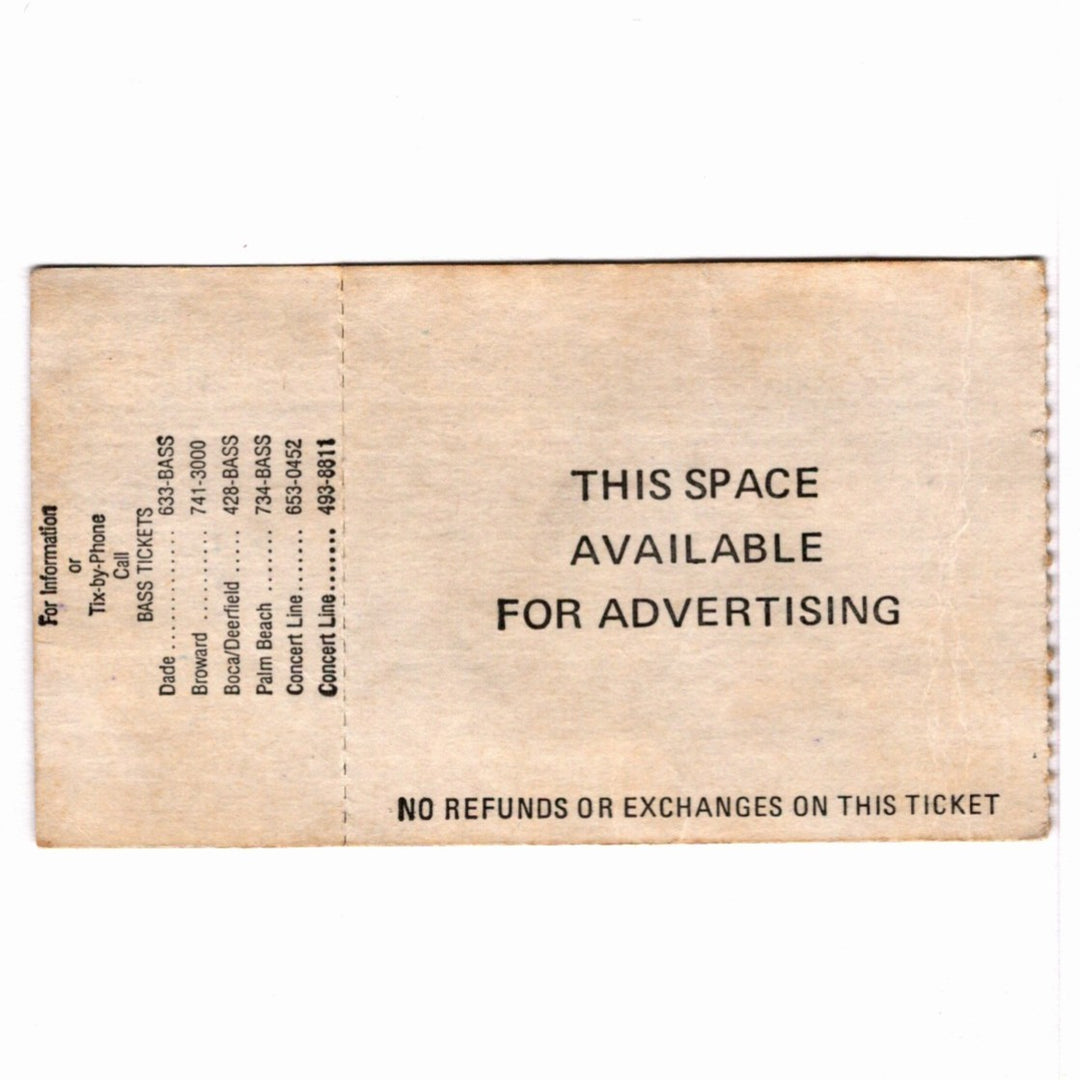 For Information
or
Tix-by-Phone
Call
BASS TICKETS
Dade ............ 633-BASS
Broward .......... 741-3000
Boca/Deerfield ..... 428-BASS
Palm Beach ....... 734-BASS
Concert Line....... 653-0452
Concert Line....... 493-8811
THIS SPACE
AVAILABLE
FOR ADVERTISING
NO REFUNDS OR EXCHANGES ON THIS TICKET